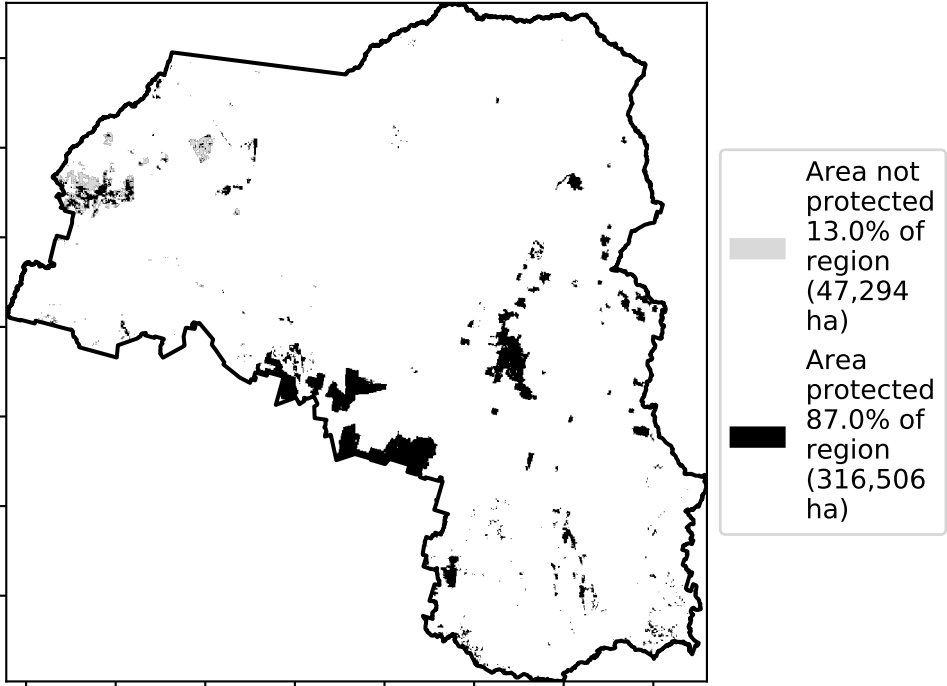 Area not
protected
13.0% of
region
(47,294
ha)
Area
protected
87.0% of
region
(316,506
ha)